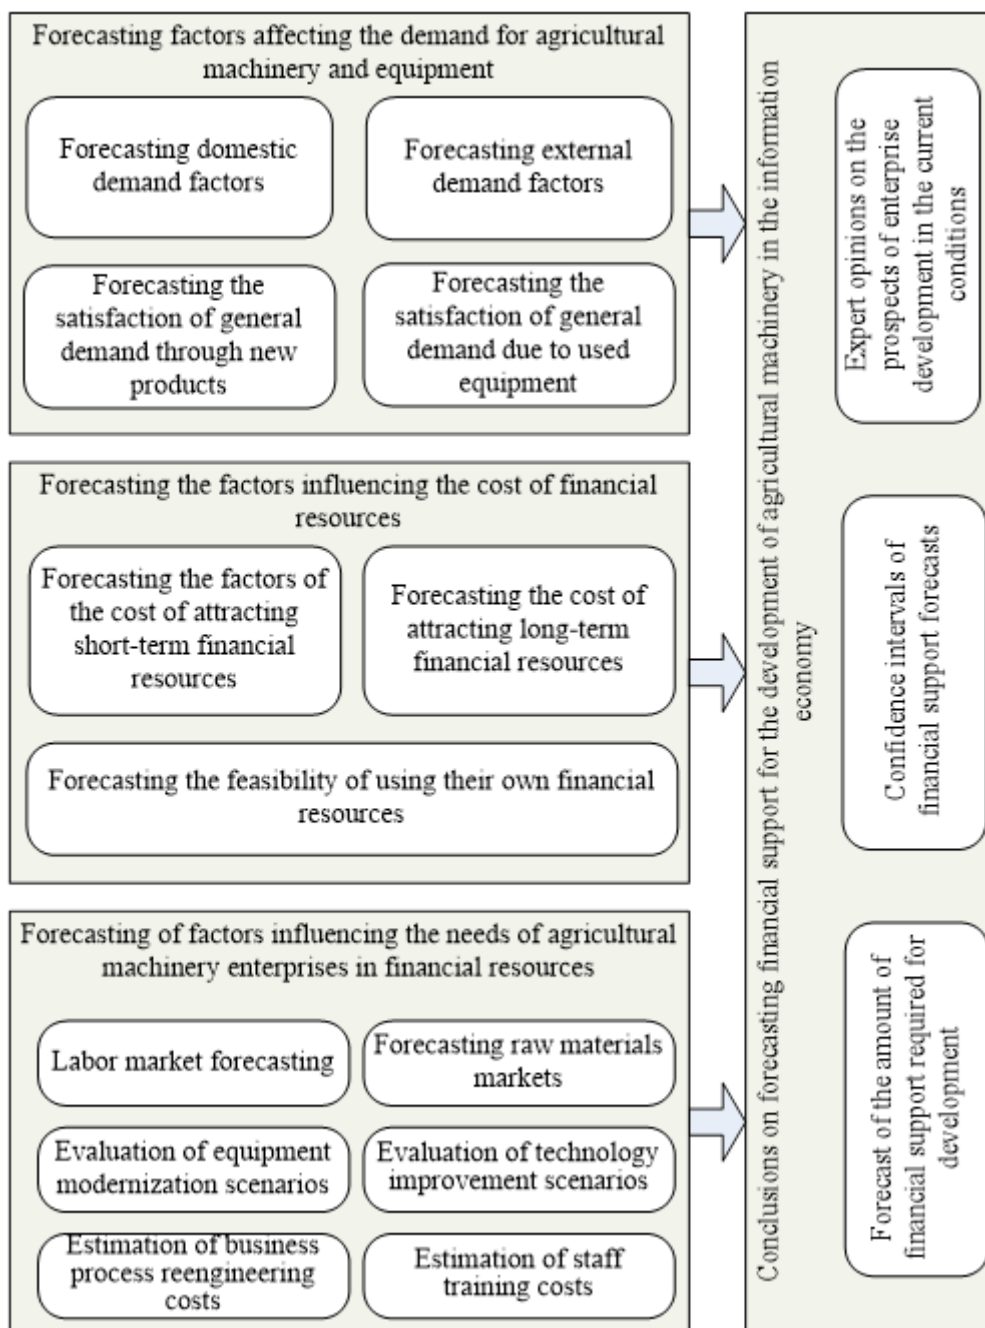 Forecasting factors affecting the demand for agricultural
machinery and equipment
Forecasting domestic
demand factors
Forecasting external
demand factors
Forecasting the
satisfaction of general
demand through new
products
Forecasting the
satisfaction of general
demand due to used
equipment
Forecasting the factors influencing the cost of financial
resources
Forecasting the factors of
the cost of attracting
short-term financial
resources
Forecasting the cost of
attracting long-term
financial resources
Forecasting the feasibility of using their own financial
resources
Forecasting of factors influencing the needs of agricultural
machinery enterprises in financial resources
Labor market forecasting
Forecasting raw materials
markets
Evaluation of equipment
modernization scenarios
Evaluation of technology
improvement scenarios
Estimation of business
process reengineering
costs
Estimation of staff
training costs
Conclusions on forecasting financial support for the development of agricultural machinery in the information
economy
Expert opinions on the
prospects of enterprise
development in the current
conditions
Confidence intervals of
financial support forecasts
Forecast of the amount of
financial support required for
development